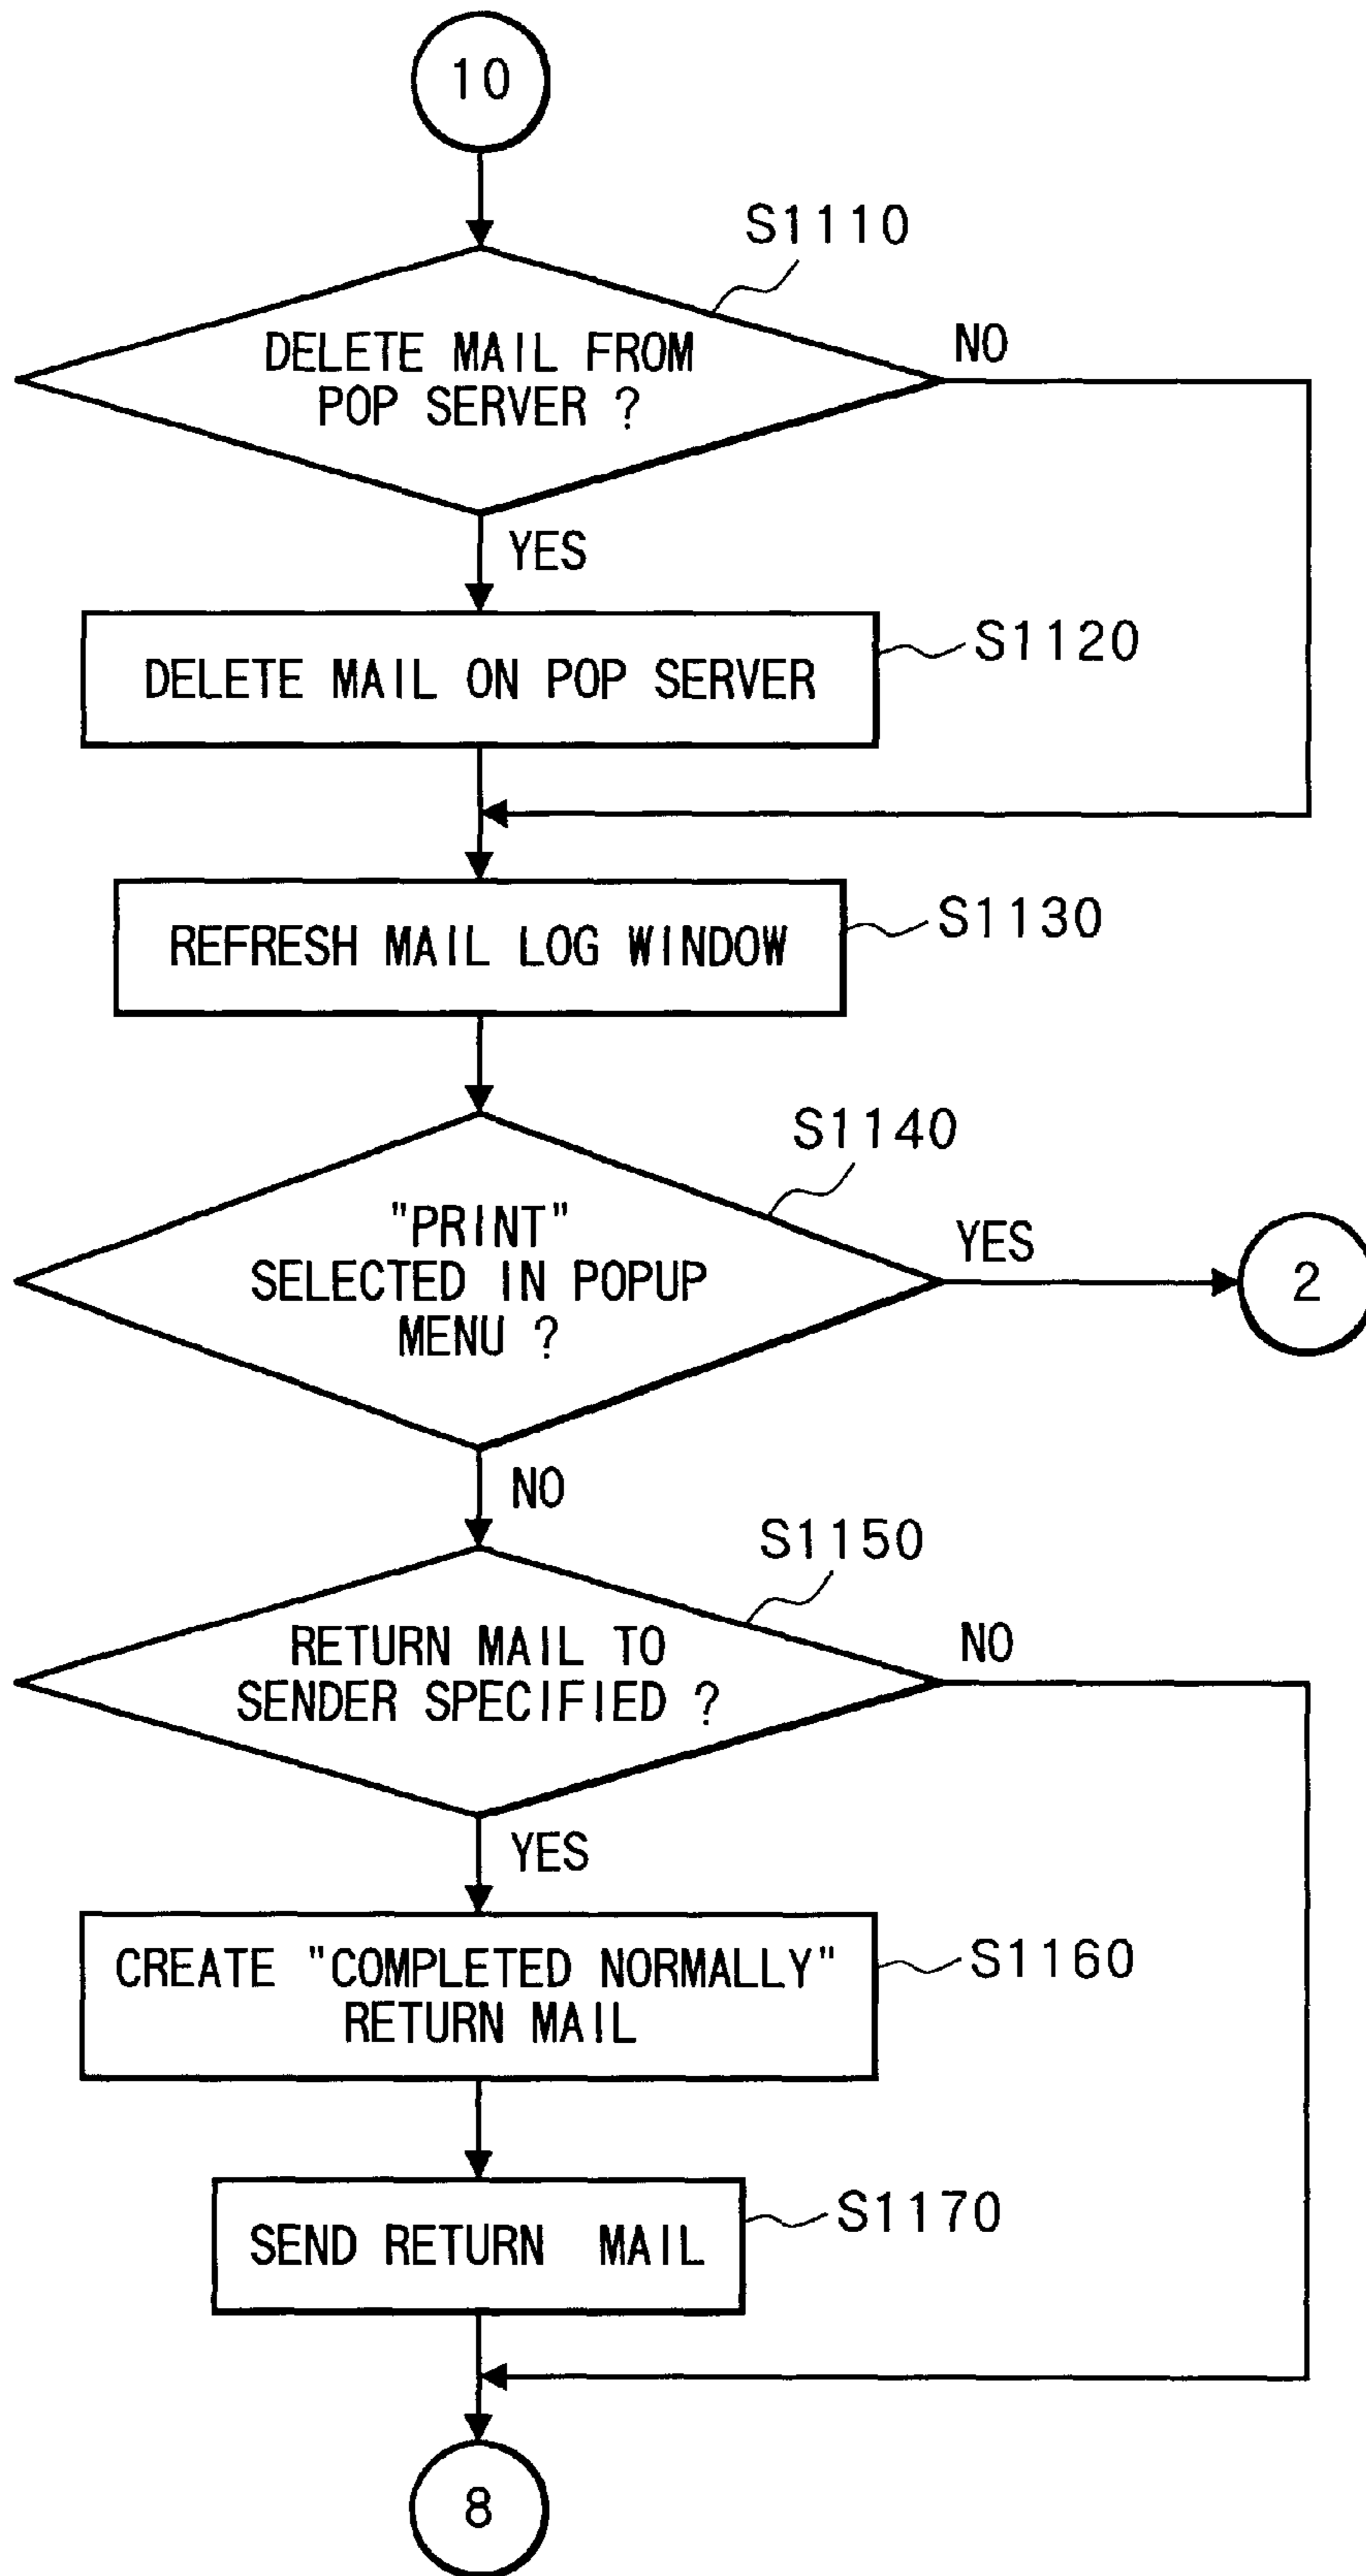 10
S1110
DELETE MAIL FROM
POP SERVER ?
NO
YES
DELETE MAIL ON POP SERVER
S1120
REFRESH MAIL LOG WINDOW
S1130
S1140
"PRINT"
SELECTED IN POPUP
MENU ?
YES
2
NO
S1150
RETURN MAIL TO
SENDER SPECIFIED ?
NO
YES
CREATE "COMPLETED NORMALLY"
RETURN MAIL
S1160
SEND RETURN MAIL
S1170
8